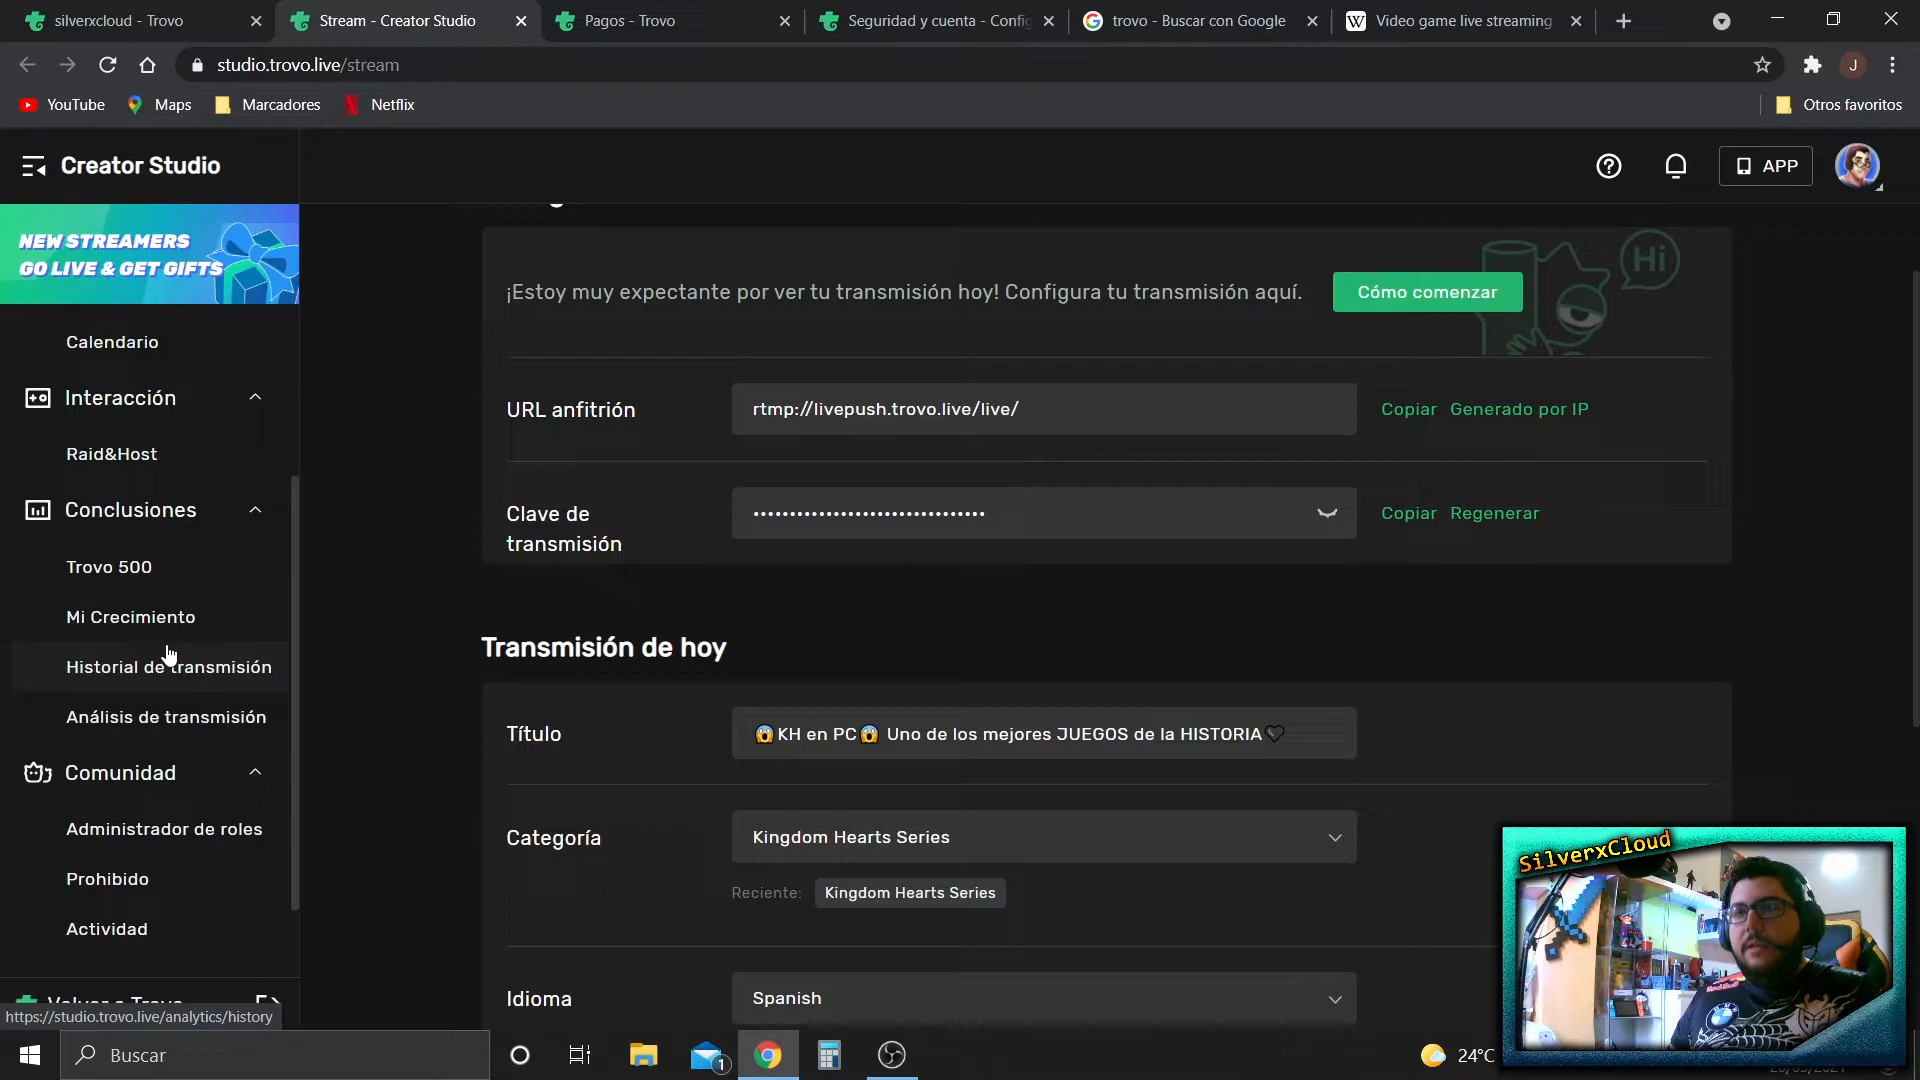 silverxcloud - Trovo
Stream - Creator Studio
Pagos - Trovo
Seguridad y cuenta - Config
trovo - Buscar con Google
Video game live streaming
studio.trovo.live/stream
J
YouTube
Maps
Marcadores
Netflix
Otros favoritos
Creator Studio
APP
NEW STREAMERS
GO LIVE & GET GIFTS
Calendario
Interacción
Raid&Host
Conclusiones
Trovo 500
Mi Crecimiento
Historial de transmisión
Análisis de transmisión
Comunidad
Administrador de roles
Prohibido
Actividad
Volver a Trovo
https://studio.trovo.live/analytics/history
¡Estoy muy expectante por ver tu transmisión hoy! Configura tu transmisión aquí.
Cómo comenzar
Hi
URL anfitrión
rtmp://livepush.trovo.live/live/
Copiar Generado por IP
Clave de
transmisión
••••••••••••••••••••••••••••••••
Copiar Regenerar
Transmisión de hoy
Título
😱KH en PC😱 Uno de los mejores JUEGOS de la HISTORIA🖤
Categoría
Kingdom Hearts Series
Reciente: Kingdom Hearts Series
Idioma
Spanish
SilverxCloud
Buscar
1
24°C